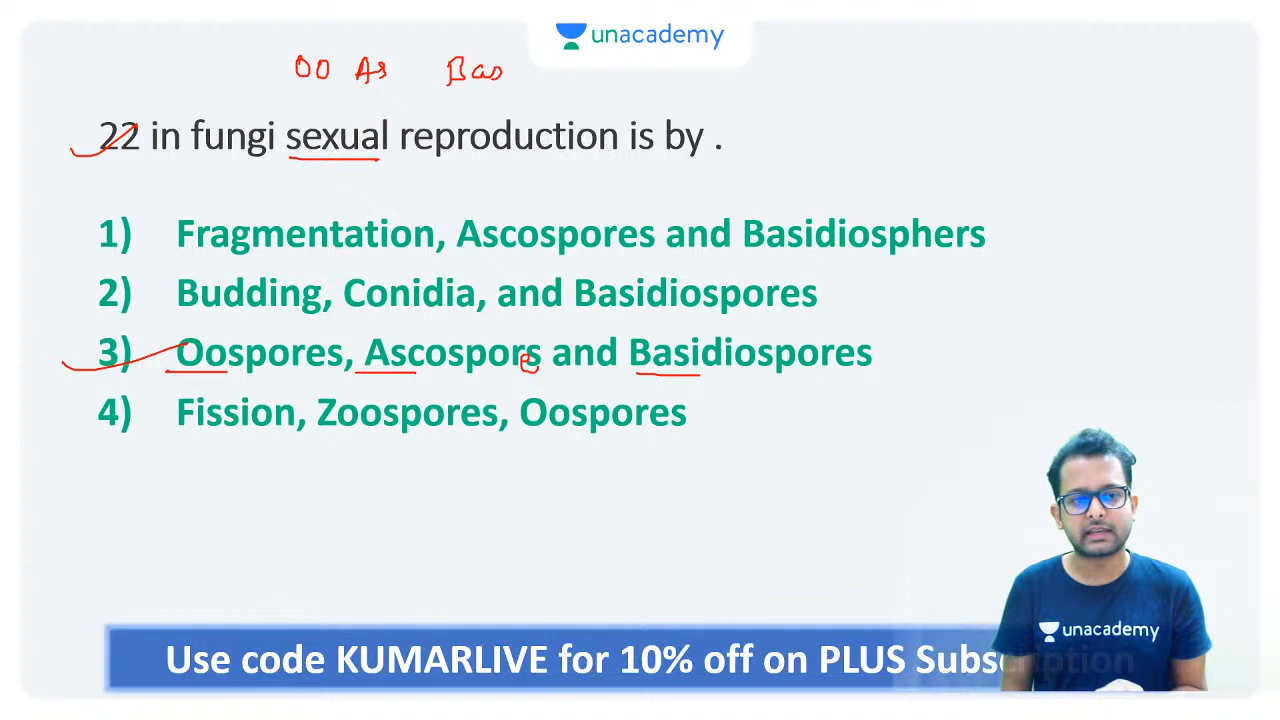 unacademy
OO As Bas
22 in fungi sexual reproduction is by .
1) Fragmentation, Ascospores and Basidiosphers
2) Budding, Conidia, and Basidiospores
3) Oospores, Ascospors and Basidiospores
e
4) Fission, Zoospores, Oospores
unacademy
Use code KUMARLIVE for 10% off on PLUS Subscription